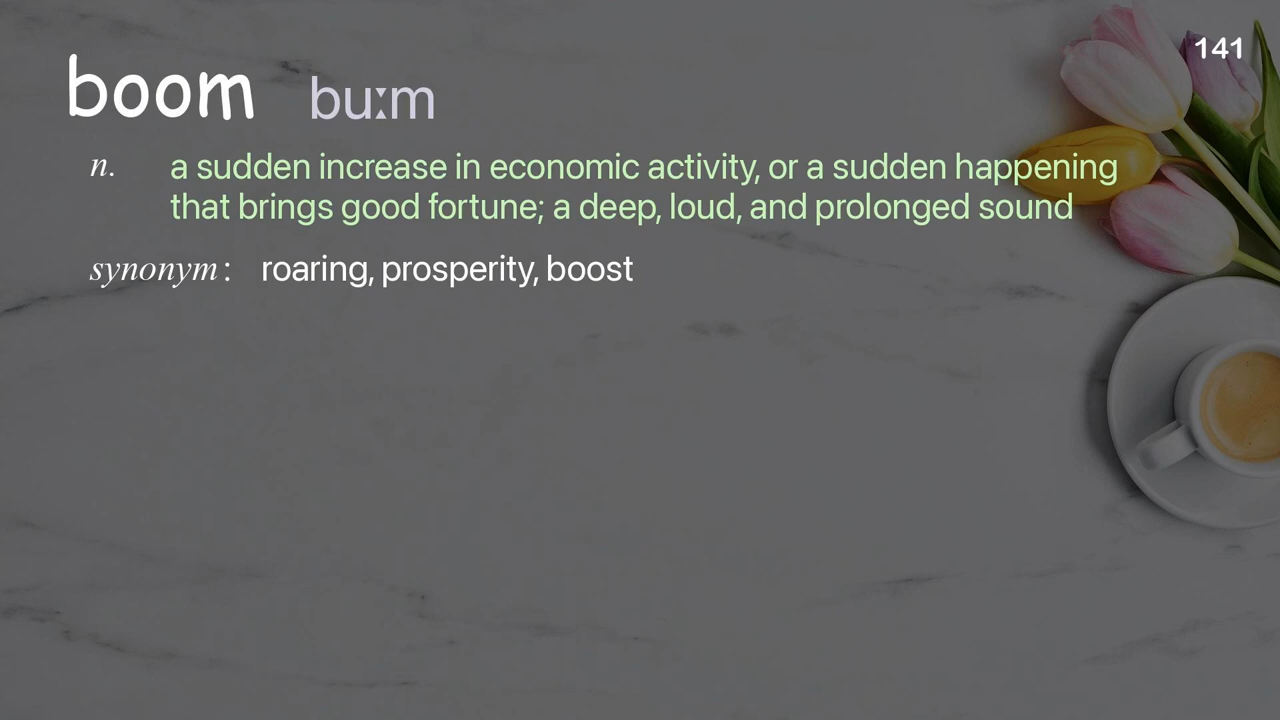 141
boom buːm
n. a sudden increase in economic activity, or a sudden happening
that brings good fortune; a deep, loud, and prolonged sound
synonym : roaring, prosperity, boost